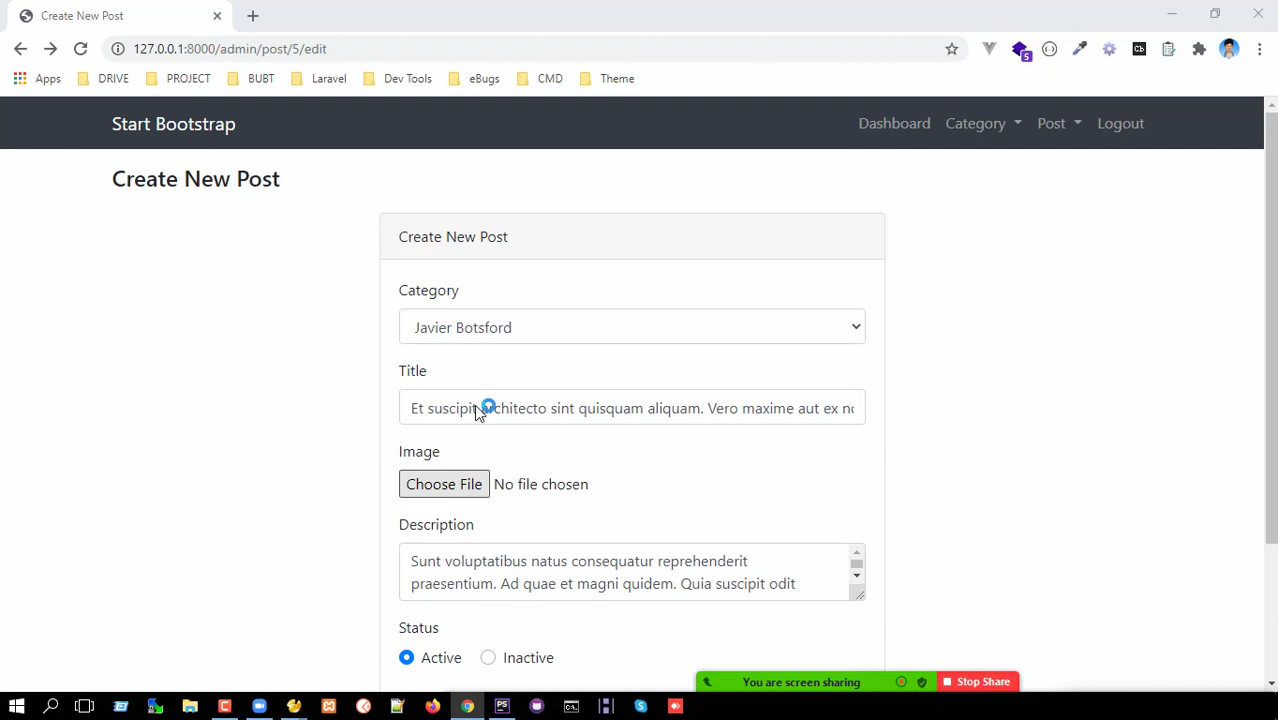 Create New Post
127.0.0.1:8000/admin/post/5/edit
5
Cb
Apps DRIVE PROJECT BUBT Laravel Dev Tools eBugs CMD Theme
Start Bootstrap Dashboard Category Post Logout
Create New Post
Create New Post
Category
Javier Botsford
Title
Et suscipit architecto sint quisquam aliquam. Vero maxime aut ex no
Image
Choose File No file chosen
Description
Sunt voluptatibus natus consequatur reprehenderit
praesentium. Ad quae et magni quidem. Quia suscipit odit
Status
Active Inactive
You are screen sharing Stop Share
PS